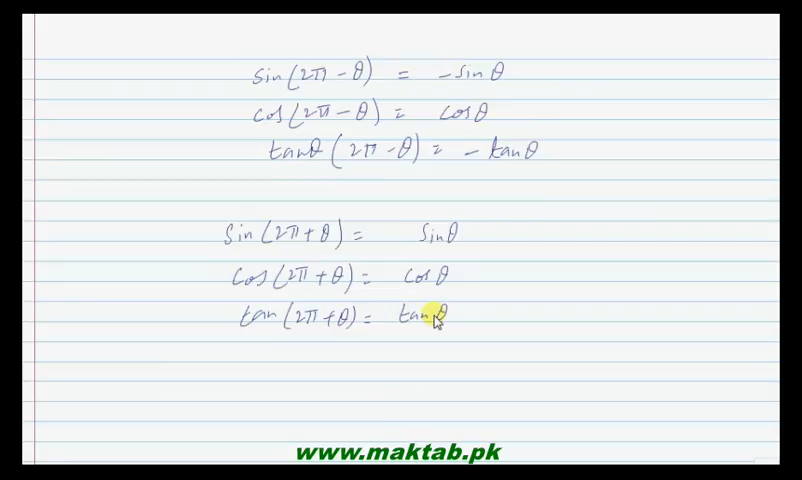 sin(2π-θ) = -sinθ
cos(2π-θ) = cosθ
tanθ(2π-θ) = -tanθ
sin(2π+θ) = sinθ
cos(2π+θ) = cosθ
tan(2π+θ) = tanθ
www.maktab.pk